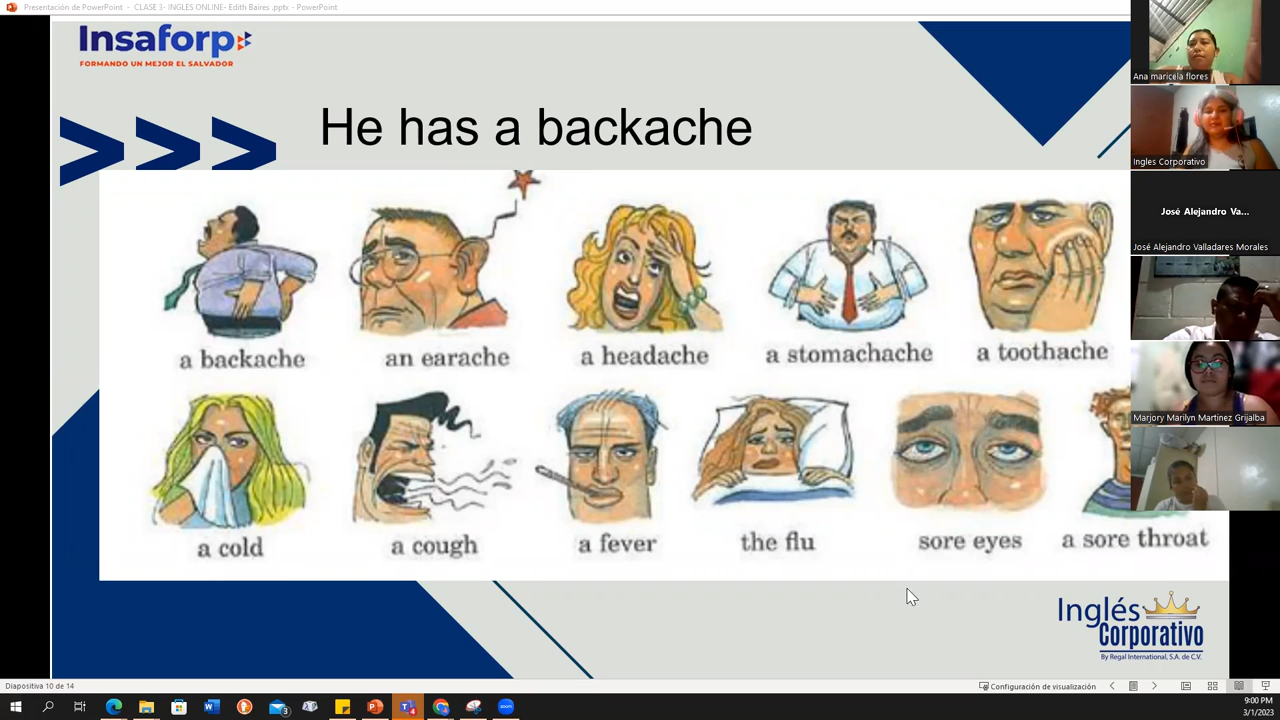 Presentación de PowerPoint - CLASE 3- INGLES ONLINE- Edith Baires .pptx - PowerPoint
Insaforp
FORMANDO UN MEJOR EL SALVADOR
He has a backache
a backache
an earache
a headache
a stomachache
a toothache
a cold
a cough
a fever
the flu
sore eyes
a sore throat
Inglés
Corporativo
By Regal International, S.A. de C.V.
Ana maricela flores
Ingles Corporativo
José Alejandro Va...
José Alejandro Valladares Morales
Marjory Marilyn Martinez Grijalba
Diapositiva 10 de 14
Configuración de visualización
9:00 PM
3/1/2023